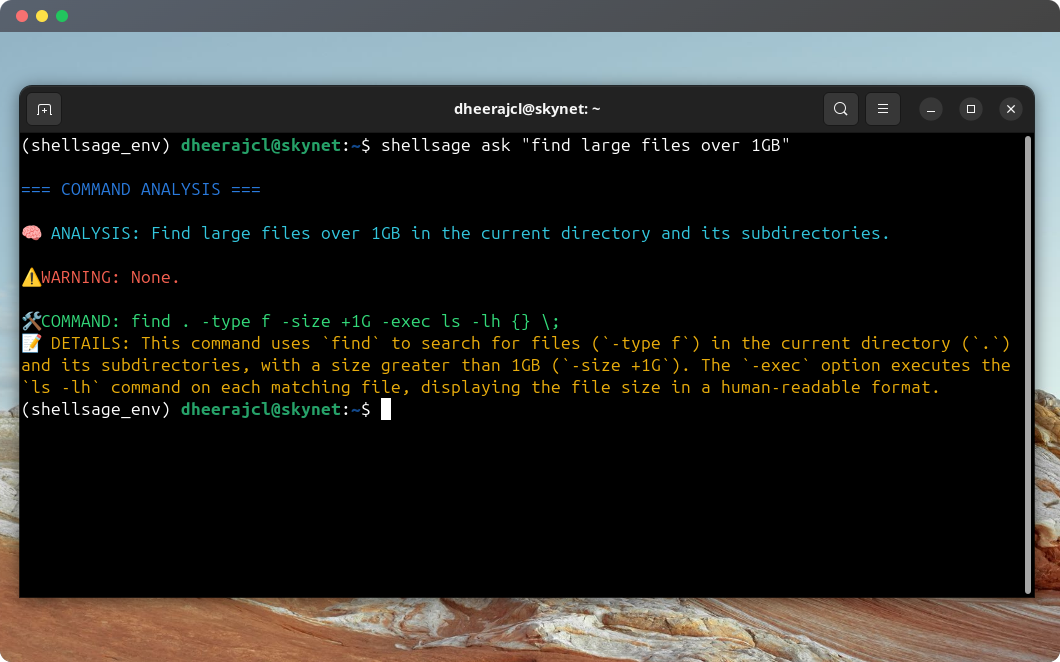 dheerajcl@skynet: ~
(shellsage_env) dheerajcl@skynet:~$ shellsage ask "find large files over 1GB"
=== COMMAND ANALYSIS ===
🧠 ANALYSIS: Find large files over 1GB in the current directory and its subdirectories.
⚠️WARNING: None.
🛠️COMMAND: find . -type f -size +1G -exec ls -lh {} \;
📝 DETAILS: This command uses `find` to search for files (`-type f`) in the current directory (`.`)
and its subdirectories, with a size greater than 1GB (`-size +1G`). The `-exec` option executes the
`ls -lh` command on each matching file, displaying the file size in a human-readable format.
(shellsage_env) dheerajcl@skynet:~$